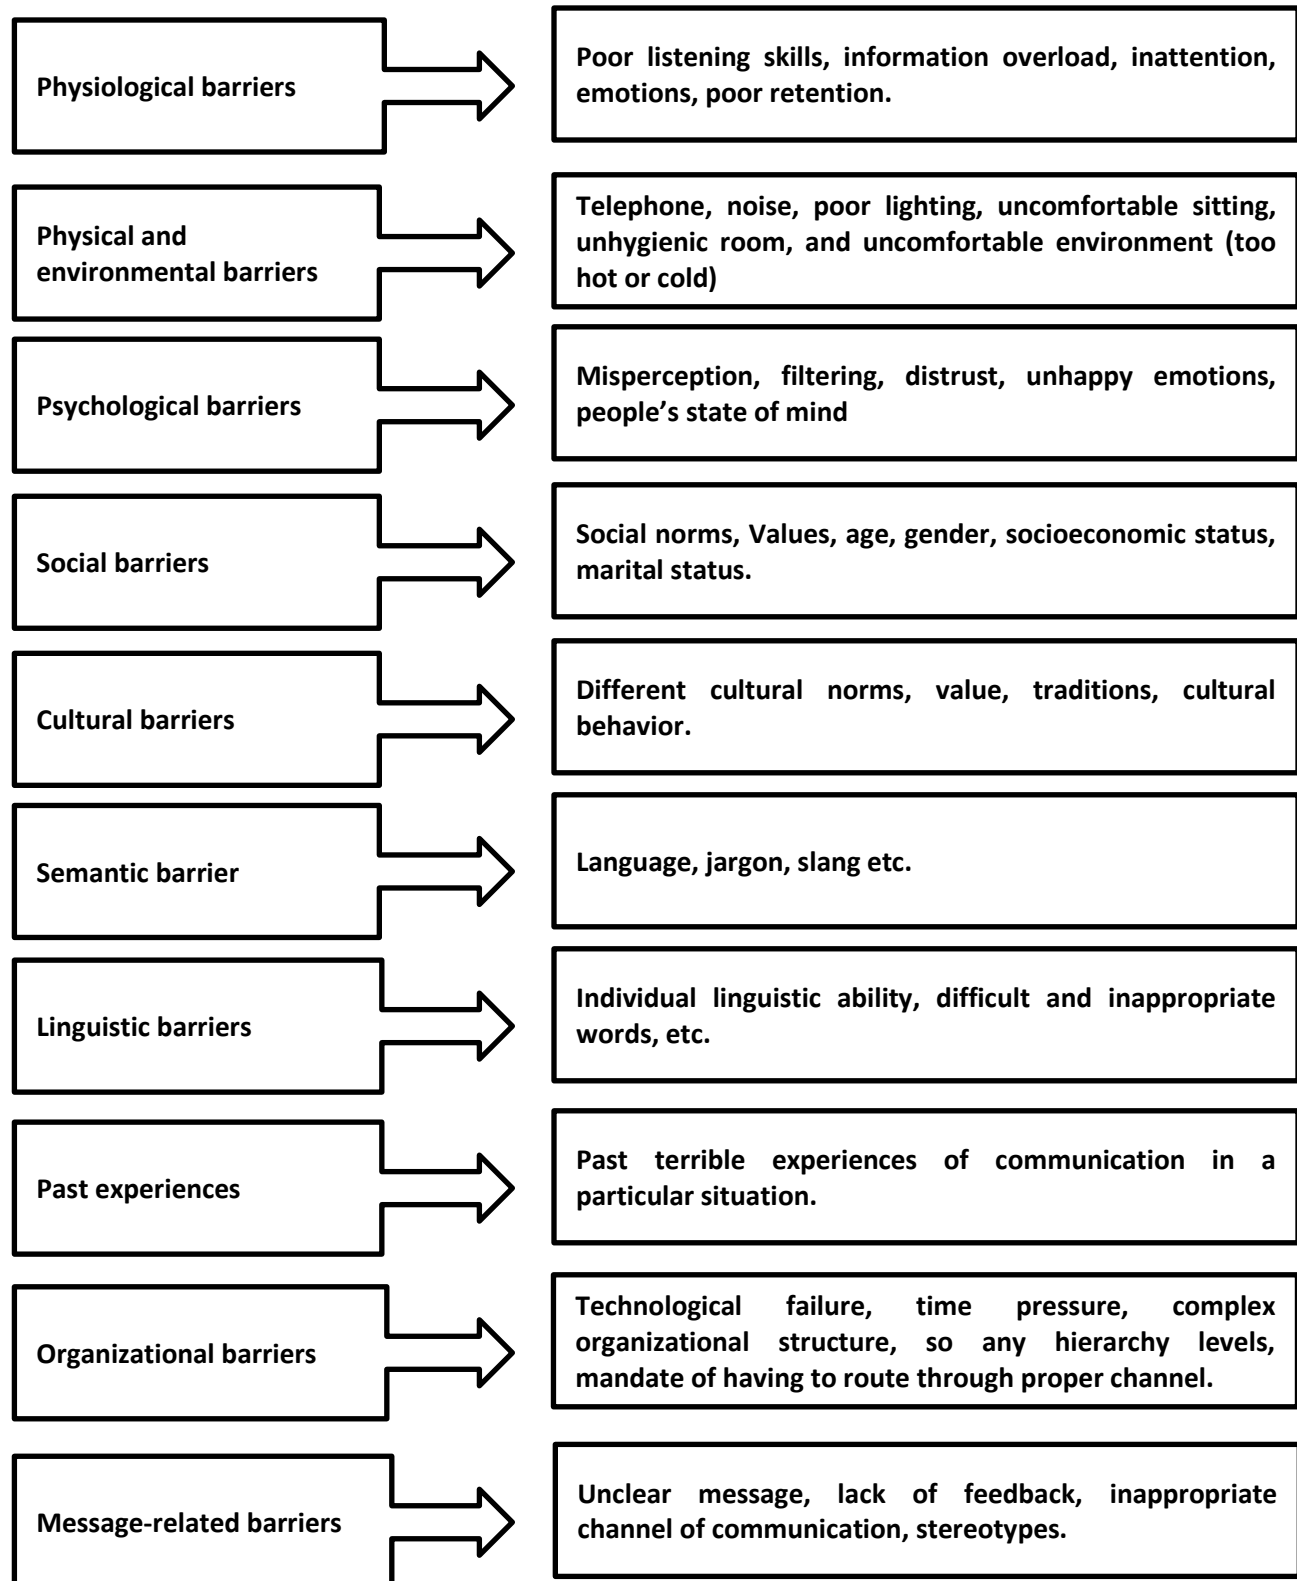 Physiological barriers
Poor listening skills, information overload, inattention,
emotions, poor retention.
Physical and
environmental barriers
Telephone, noise, poor lighting, uncomfortable sitting,
unhygienic room, and uncomfortable environment (too
hot or cold)
Psychological barriers
Misperception, filtering, distrust, unhappy emotions,
people’s state of mind
Social barriers
Social norms, Values, age, gender, socioeconomic status,
marital status.
Cultural barriers
Different cultural norms, value, traditions, cultural
behavior.
Semantic barrier
Language, jargon, slang etc.
Linguistic barriers
Individual linguistic ability, difficult and inappropriate
words, etc.
Past experiences
Past terrible experiences of communication in a
particular situation.
Organizational barriers
Technological failure, time pressure, complex
organizational structure, so any hierarchy levels,
mandate of having to route through proper channel.
Message-related barriers
Unclear message, lack of feedback, inappropriate
channel of communication, stereotypes.